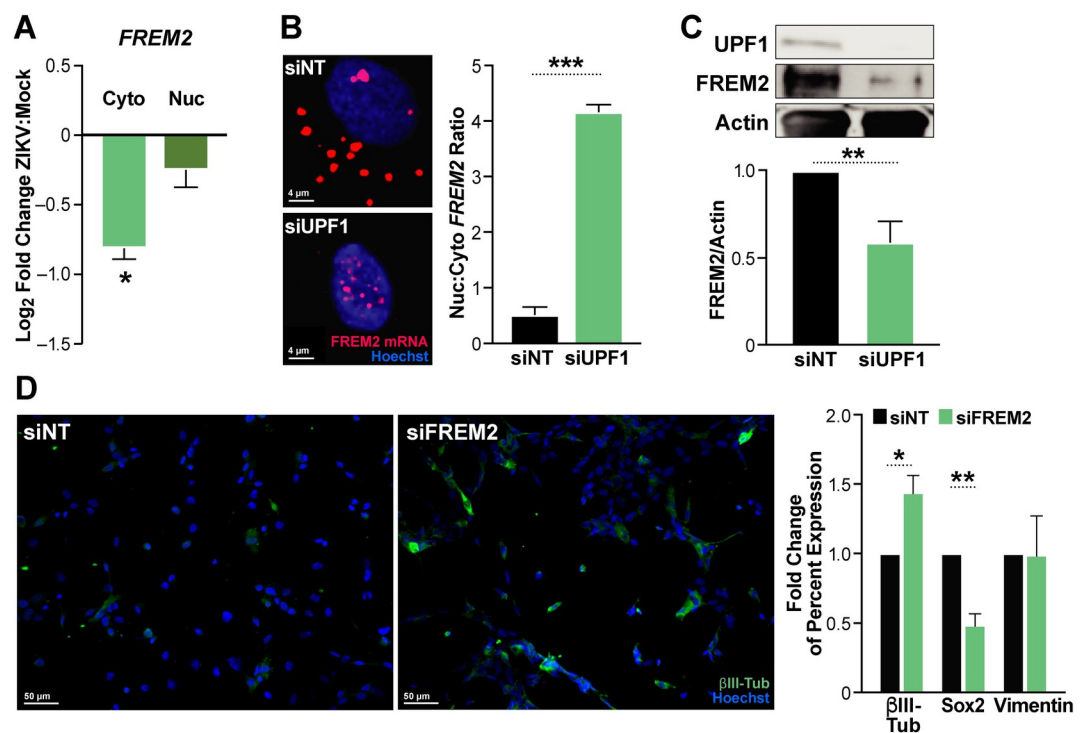 A
FREM2
Log2 Fold Change ZIKV:Mock
0.5
0
–0.5
–1.0
–1.5
Cyto Nuc
*
B
siNT
4 µm
siUPF1
4 µm
FREM2 mRNA
Hoechst
Nuc:Cyto FREM2 Ratio
5
4
3
2
1
0
***
siNT siUPF1
C
UPF1
FREM2
Actin
FREM2/Actin
1.0
0.5
0
**
siNT siUPF1
D
siNT
50 µm
siFREM2
50 µm
βIII-Tub
Hoechst
siNT siFREM2
Fold Change
of Percent Expression
2.0
1.5
1.0
0.5
0
*
**
βIII-
Tub
Sox2 Vimentin